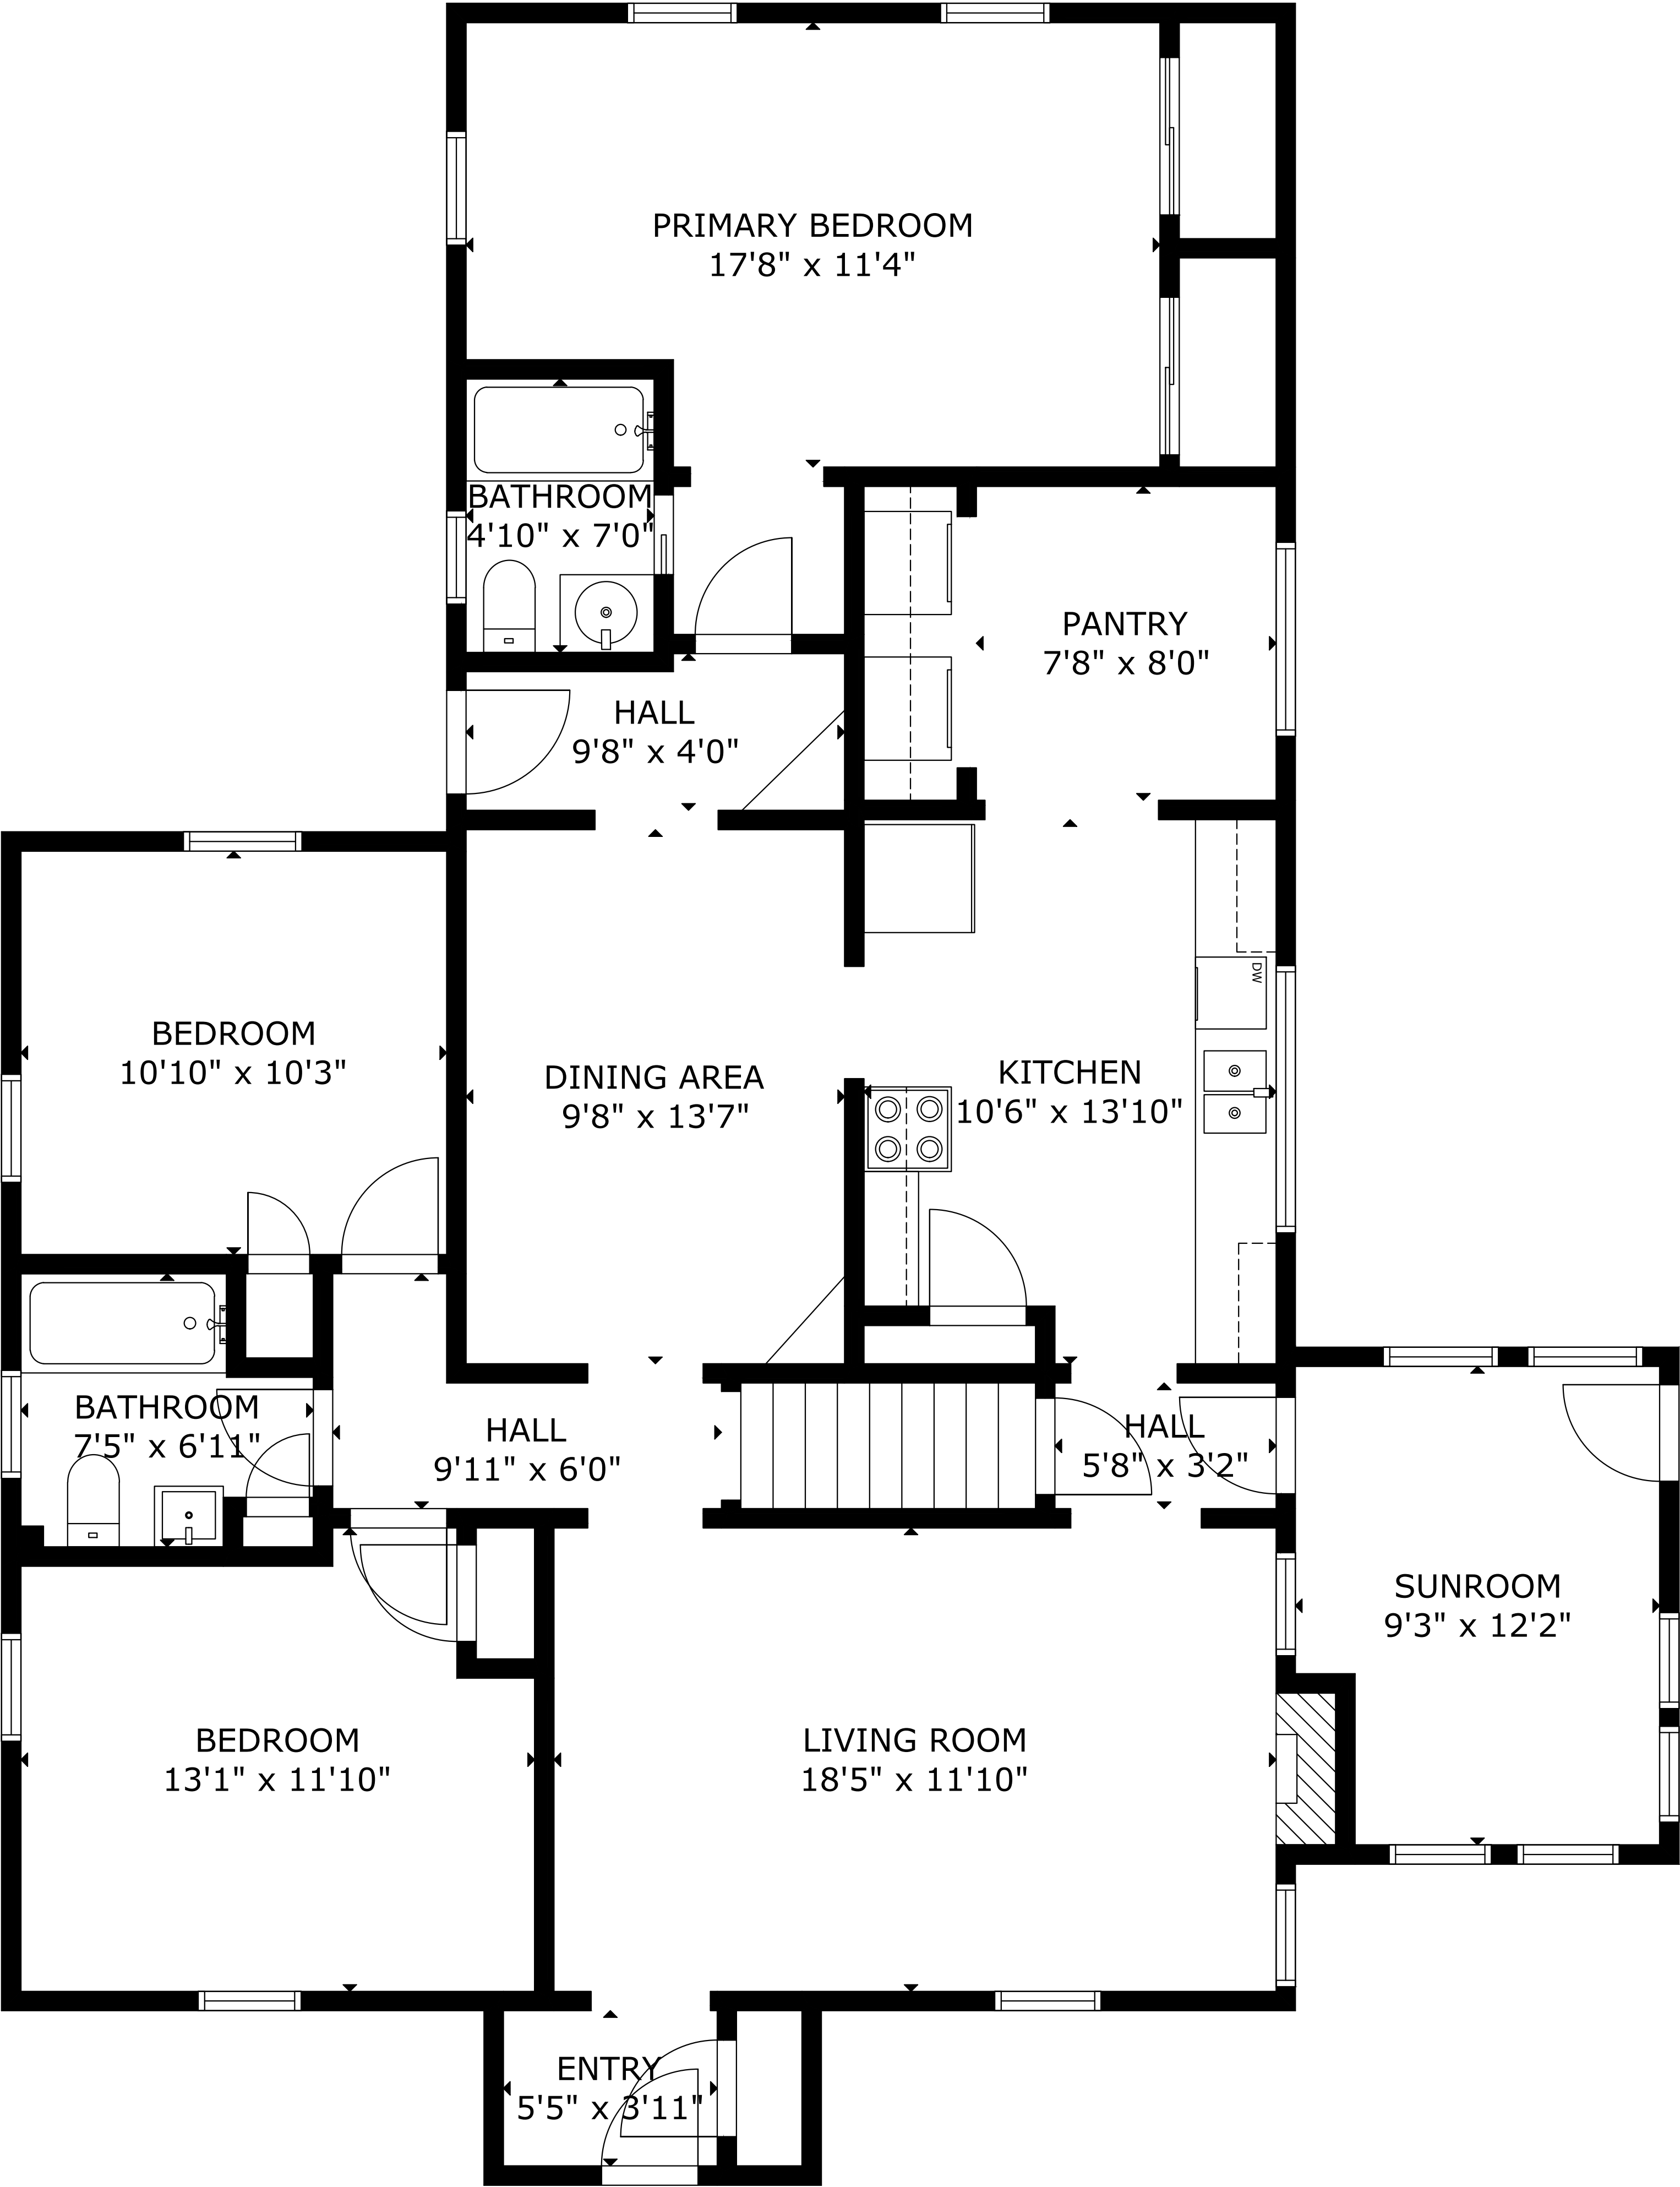 PRIMARY BEDROOM
17'8" x 11'4"
BATHROOM
4'10" x 7'0"
PANTRY
7'8" x 8'0"
HALL
9'8" x 4'0"
DW
BEDROOM
10'10" x 10'3"
DINING AREA
9'8" x 13'7"
KITCHEN
10'6" x 13'10"
BATHROOM
7'5" x 6'11"
HALL
9'11" x 6'0"
HALL
5'8" x 3'2"
SUNROOM
9'3" x 12'2"
BEDROOM
13'1" x 11'10"
LIVING ROOM
18'5" x 11'10"
ENTRY
5'5" x 3'11"